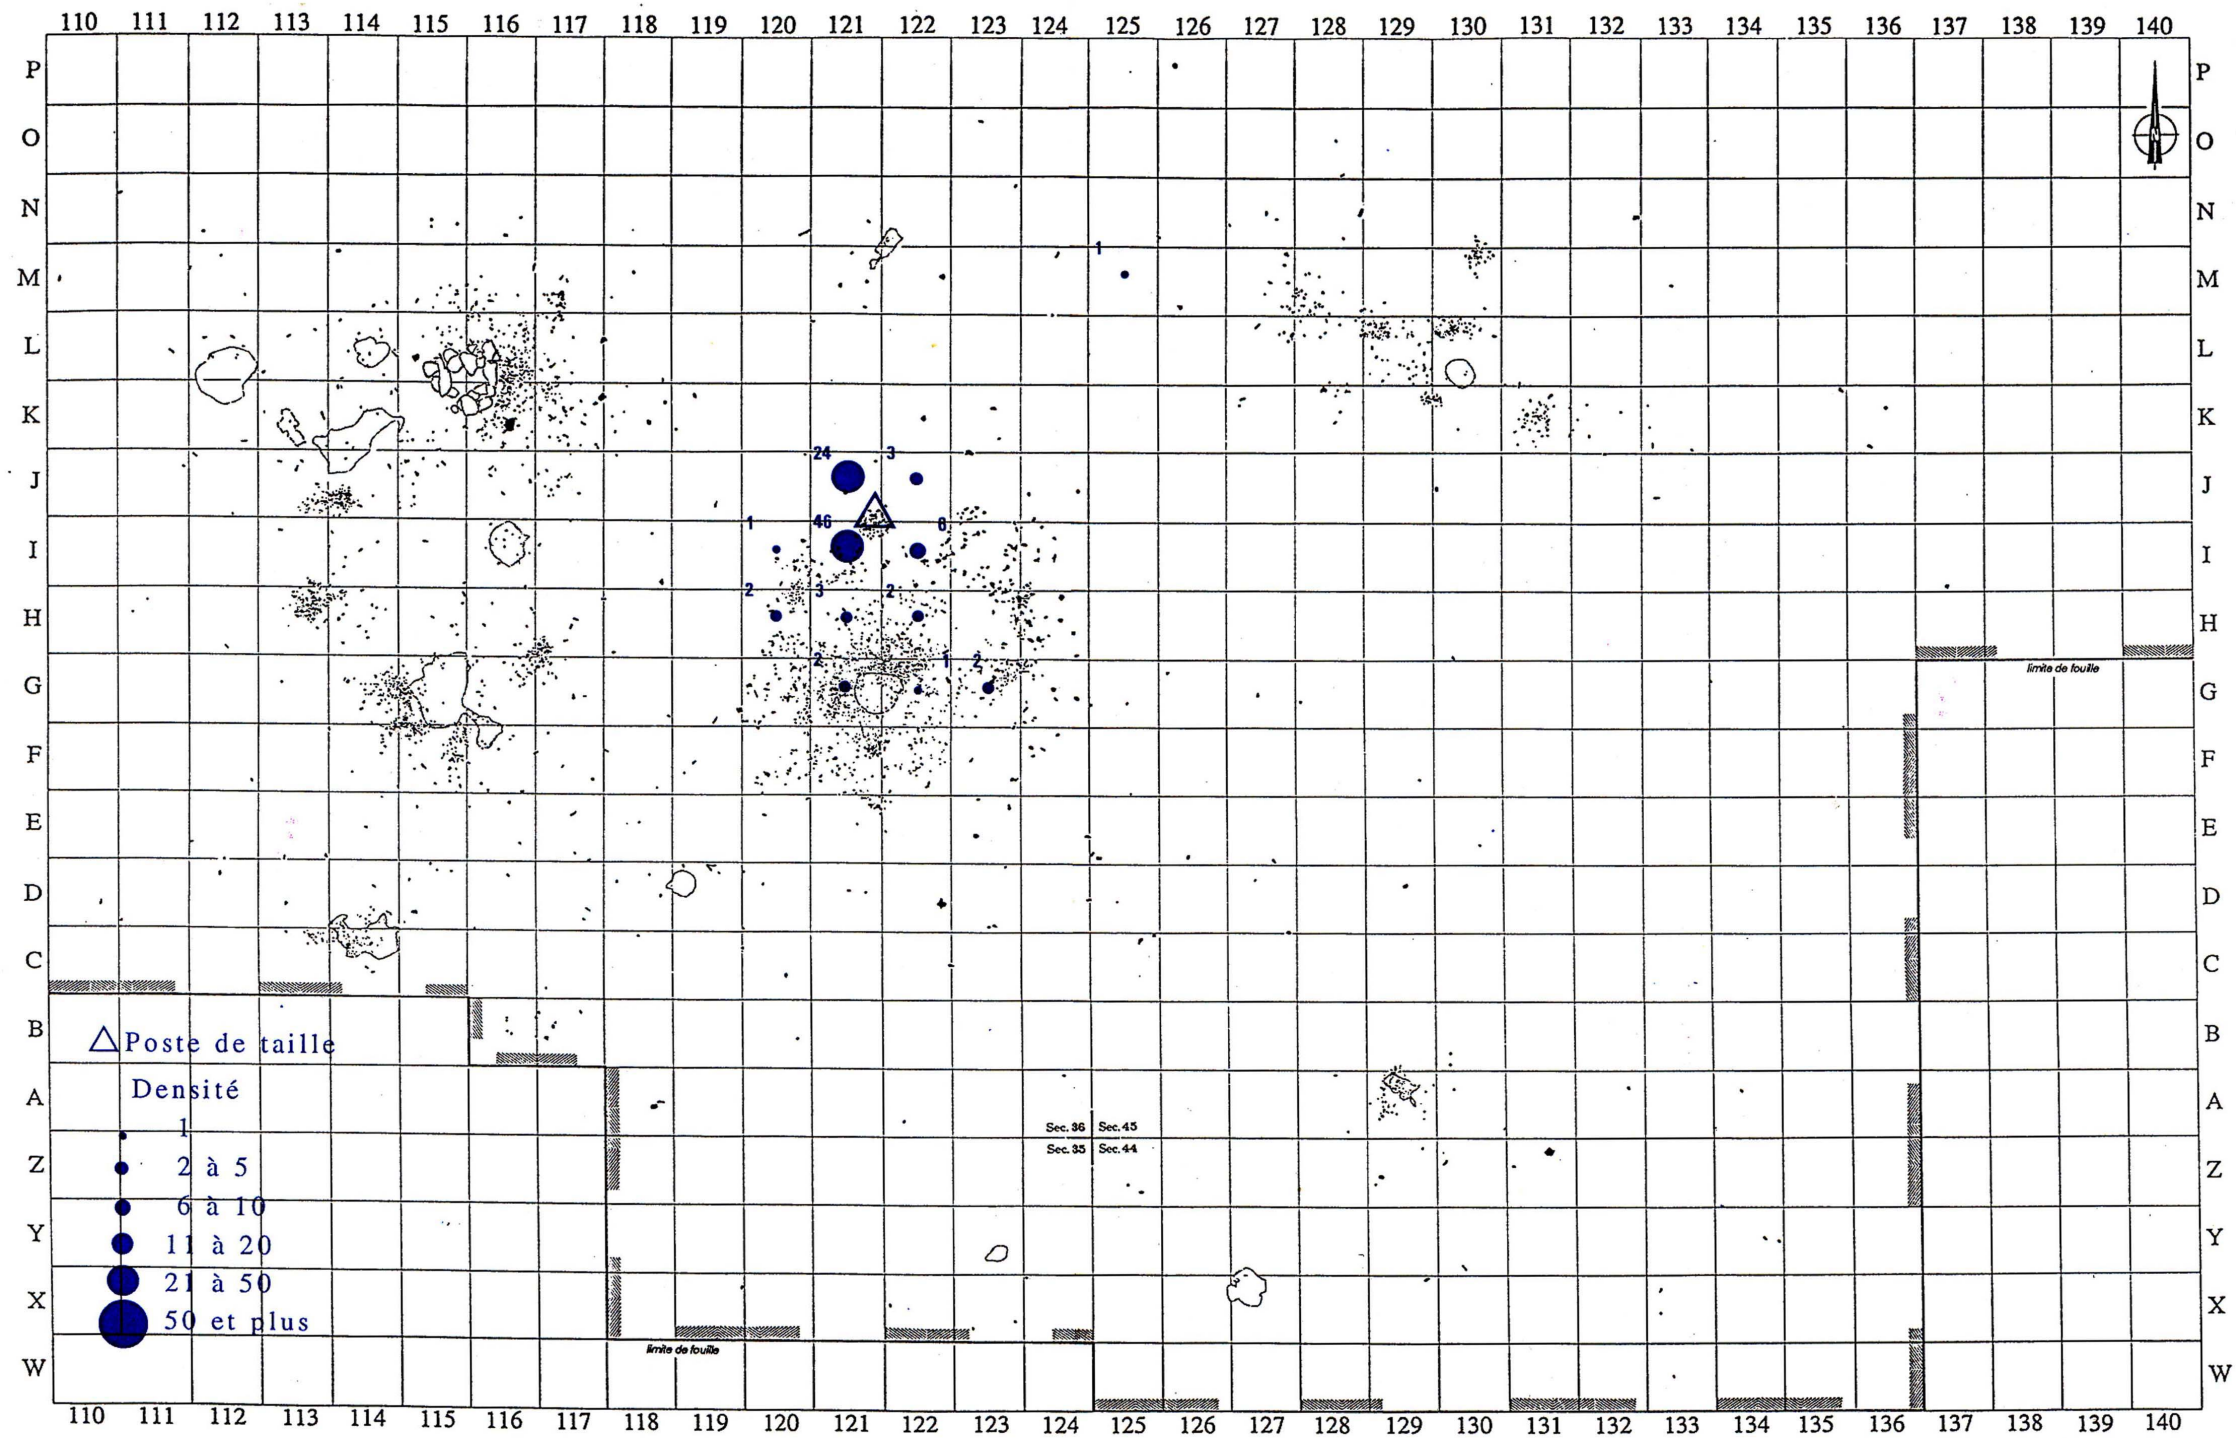 110 111 112 113 114 115 116 117 118 119 120 121 122 123 124 125 126 127 128 129 130 131 132 133 134 135 136 137 138 139 140
P P
O O
N N
1
M M
L L
K K
24 3
J J
1 46 6
I I
2 3 2
H H
2 1 2
limite de fouille
G G
F F
E E
D D
C C
B B
Poste de taille
Densité
A A
1
Sec. 36 Sec. 45
Sec. 35 Sec. 44
Z 2 à 5 Z
6 à 10
Y Y
11 à 20
21 à 50
X X
50 et plus
limite de fouille
W W
110 111 112 113 114 115 116 117 118 119 120 121 122 123 124 125 126 127 128 129 130 131 132 133 134 135 136 137 138 139 140